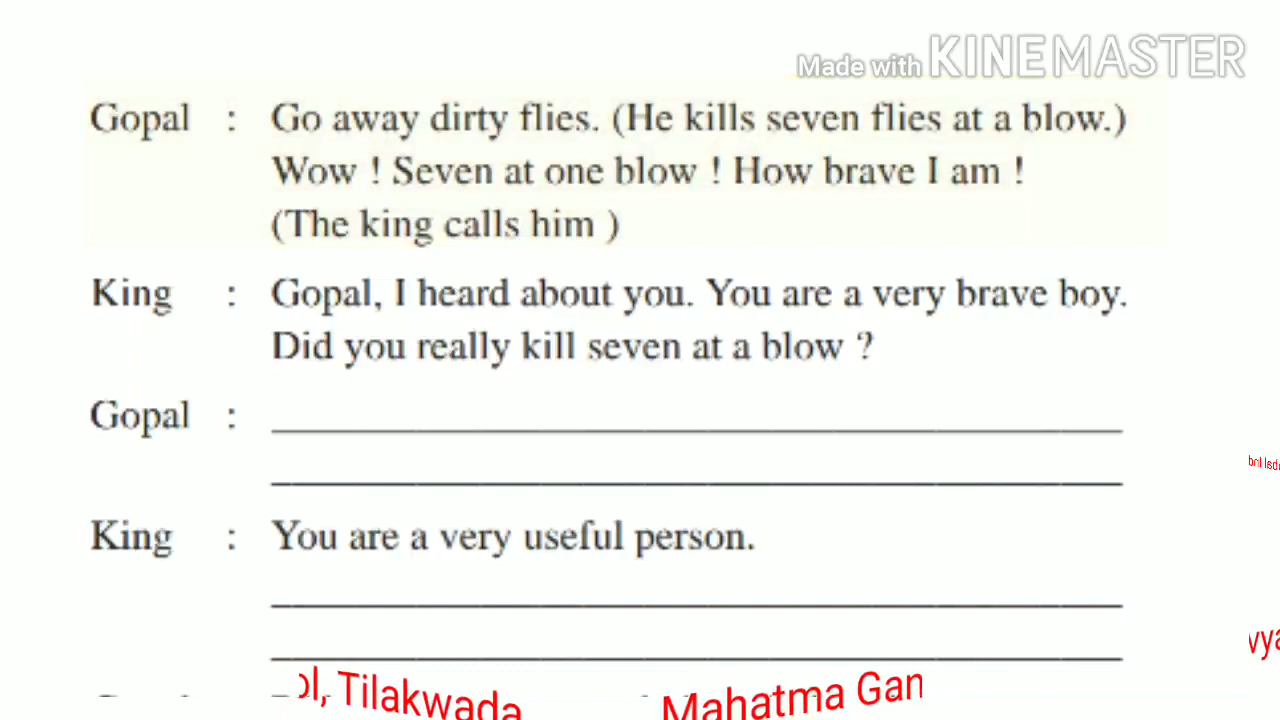 Made with KINEMASTER
Gopal : Go away dirty flies. (He kills seven flies at a blow.)
Wow ! Seven at one blow ! How brave I am !
(The king calls him )
King : Gopal, I heard about you. You are a very brave boy.
Did you really kill seven at a blow ?
Gopal :
King : You are a very useful person.
Tilakwada
Mahatma